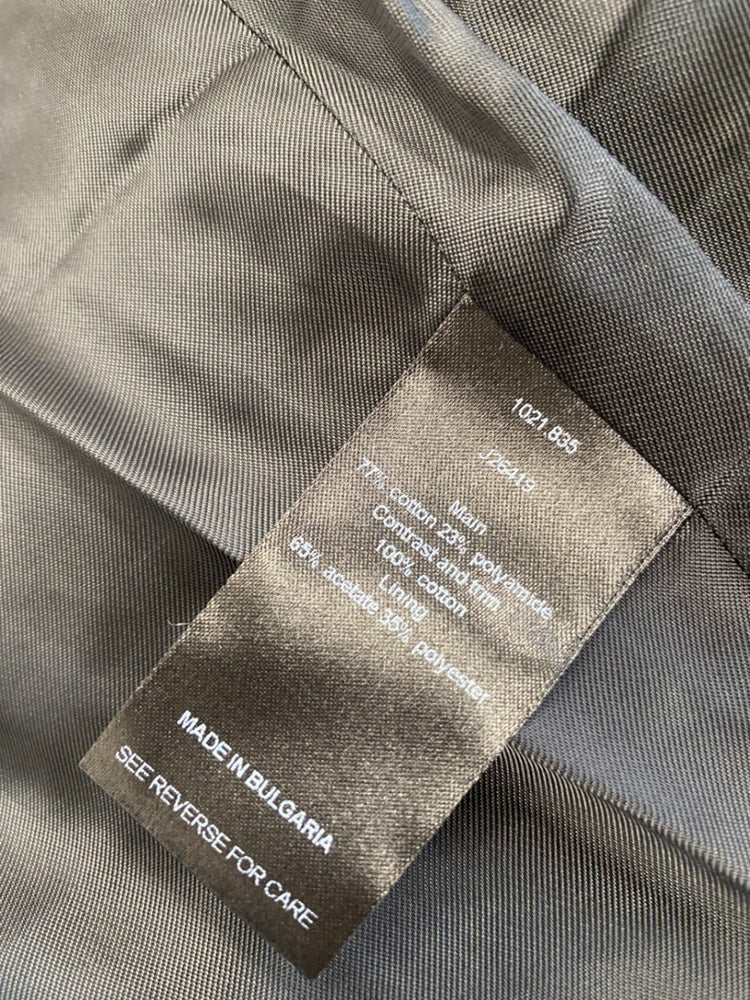 1021.835
J26419
Main
77% cotton 23% polyamide
Contrast and trim
100% cotton
Lining
65% acetate 35% polyester
MADE IN BULGARIA
SEE REVERSE FOR CARE